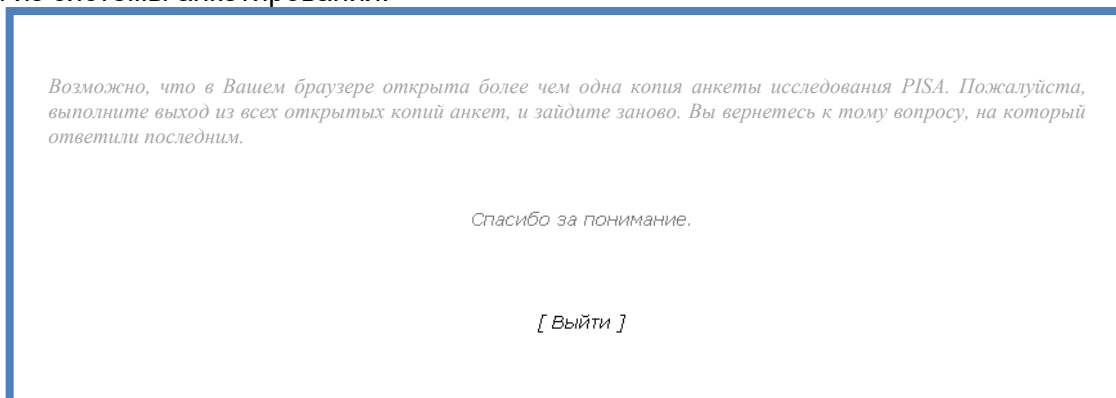 Возможно, что в Вашем браузере открыта более чем одна копия анкеты исследования PISA. Пожалуйста,
выполните выход из всех открытых копий анкет, и зайдите заново. Вы вернетесь к тому вопросу, на который
ответили последним.
Спасибо за понимание.
[ Выйти ]